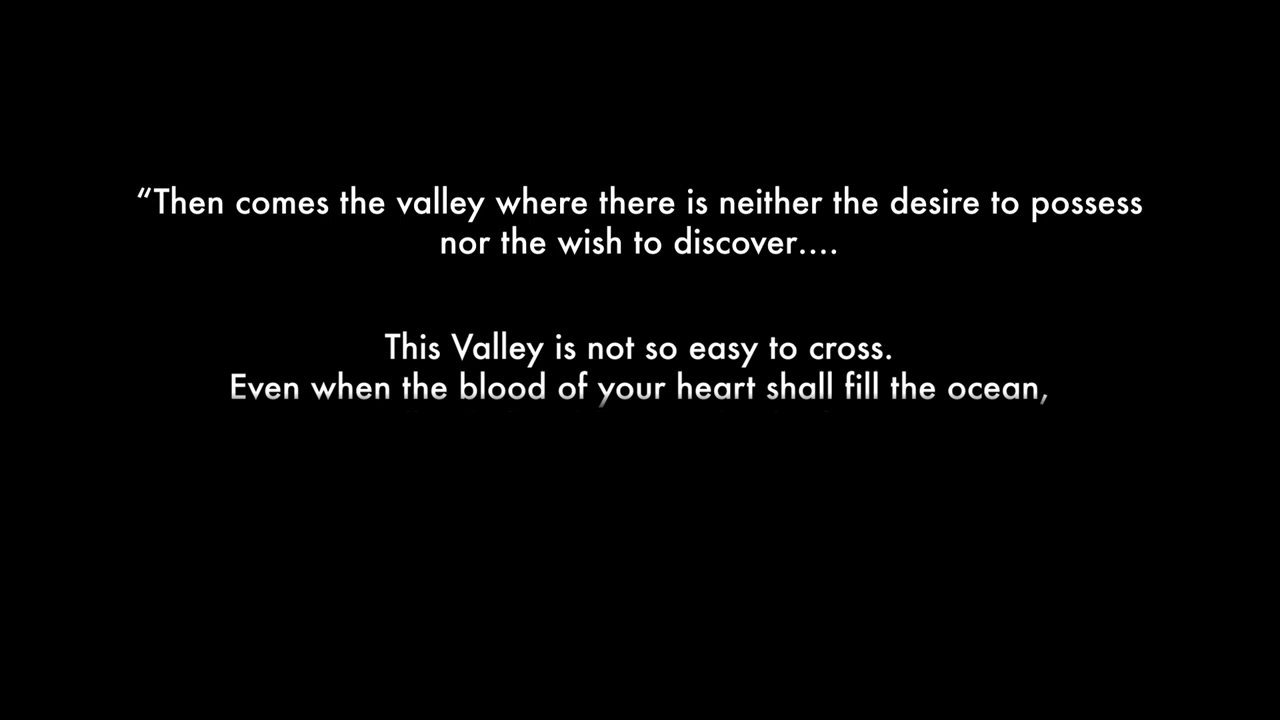 “Then comes the valley where there is neither the desire to possess
nor the wish to discover....
This Valley is not so easy to cross.
Even when the blood of your heart shall fill the ocean,